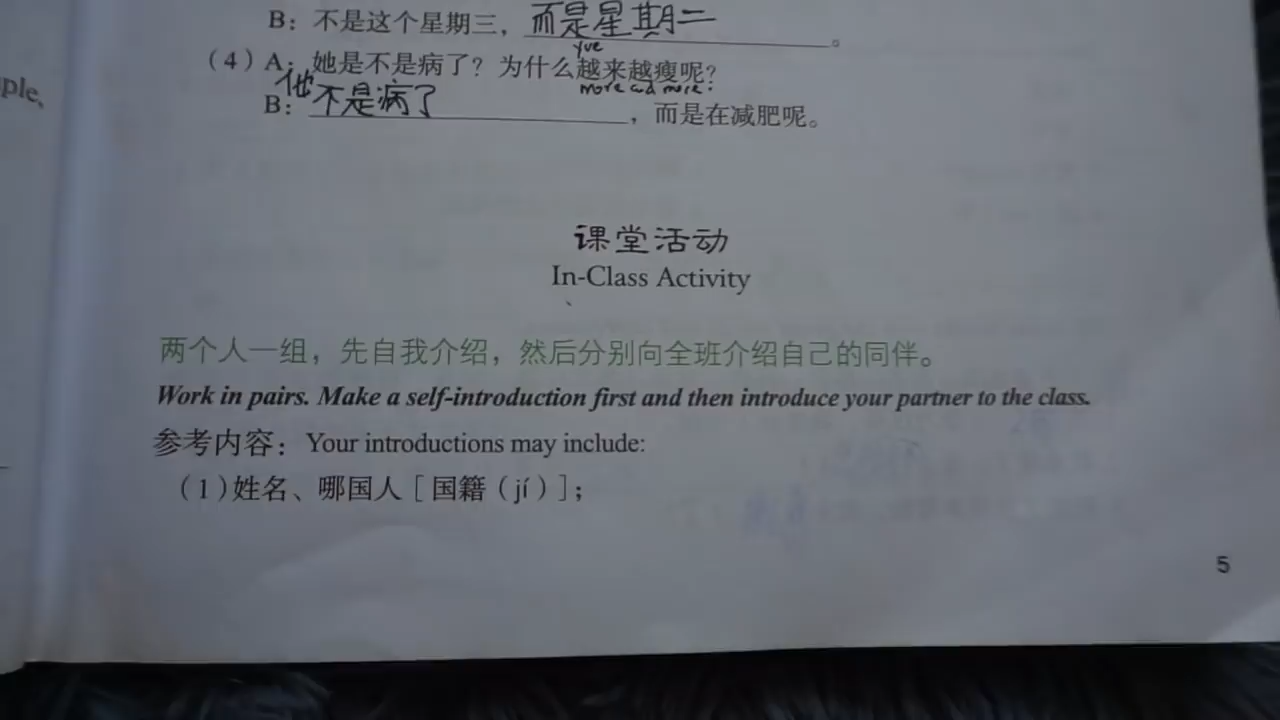 B：不是这个星期三，而是星期二。
yue
（4）A：她是不是病了？为什么越来越瘦呢？
more and more:
B：他不是病了，而是在减肥呢。
ple,
课堂活动
In-Class Activity
两个人一组，先自我介绍，然后分别向全班介绍自己的同伴。
Work in pairs. Make a self-introduction first and then introduce your partner to the class.
参考内容：Your introductions may include:
（1）姓名、哪国人［国籍（jí）］；
5